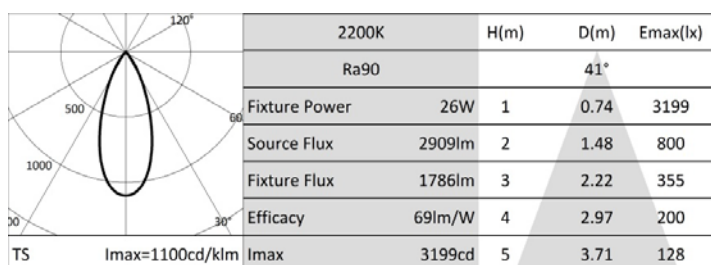 120°
500
60
1000
00
30°
TS Imax=1100cd/klm
2200K H(m) D(m) Emax(lx)
Ra90 41°
Fixture Power 26W 1 0.74 3199
Source Flux 2909lm 2 1.48 800
Fixture Flux 1786lm 3 2.22 355
Efficacy 69lm/W 4 2.97 200
Imax 3199cd 5 3.71 128